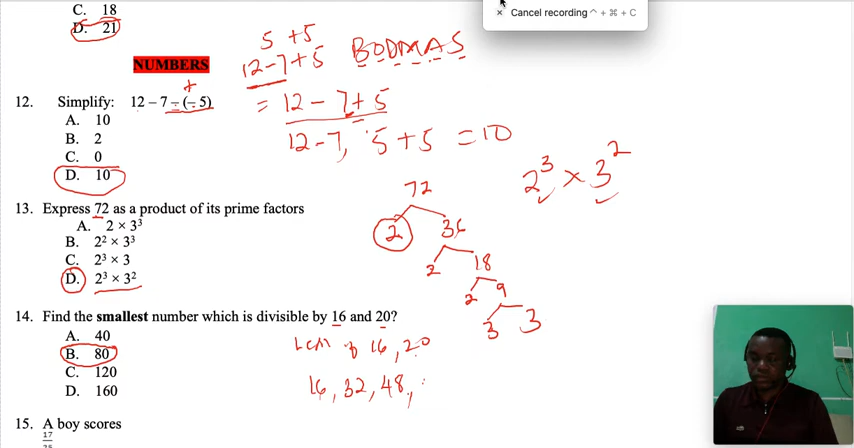 Cancel recording ^ + ⌘ + C
C. 18
D. 21
5 + 5
NUMBERS
12 - 7 + 5
BODMAS
+
12. Simplify: 12 – 7 – (– 5)
= 12 - 7 + 5
A. 10
B. 2
12-7, 5 + 5 = 10
C. 0
D. 10
2³ × 3²
72
13. Express 72 as a product of its prime factors
A. 2 × 3³
2 36
B. 2² × 3³
C. 2³ × 3
2 18
D. 2³ × 3²
2 9
14. Find the smallest number which is divisible by 16 and 20?
3 3
A. 40
LCM of 16, 20
B. 80
C. 120
16, 32, 48,
D. 160
15. A boy scores
17